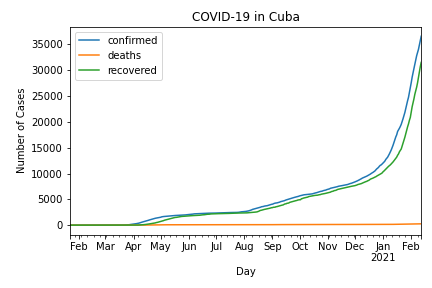 COVID-19 in Cuba
confirmed
deaths
recovered
Number of Cases
35000
30000
25000
20000
15000
10000
5000
0
Feb Mar Apr May Jun Jul Aug Sep Oct Nov Dec Jan Feb
2021
Day